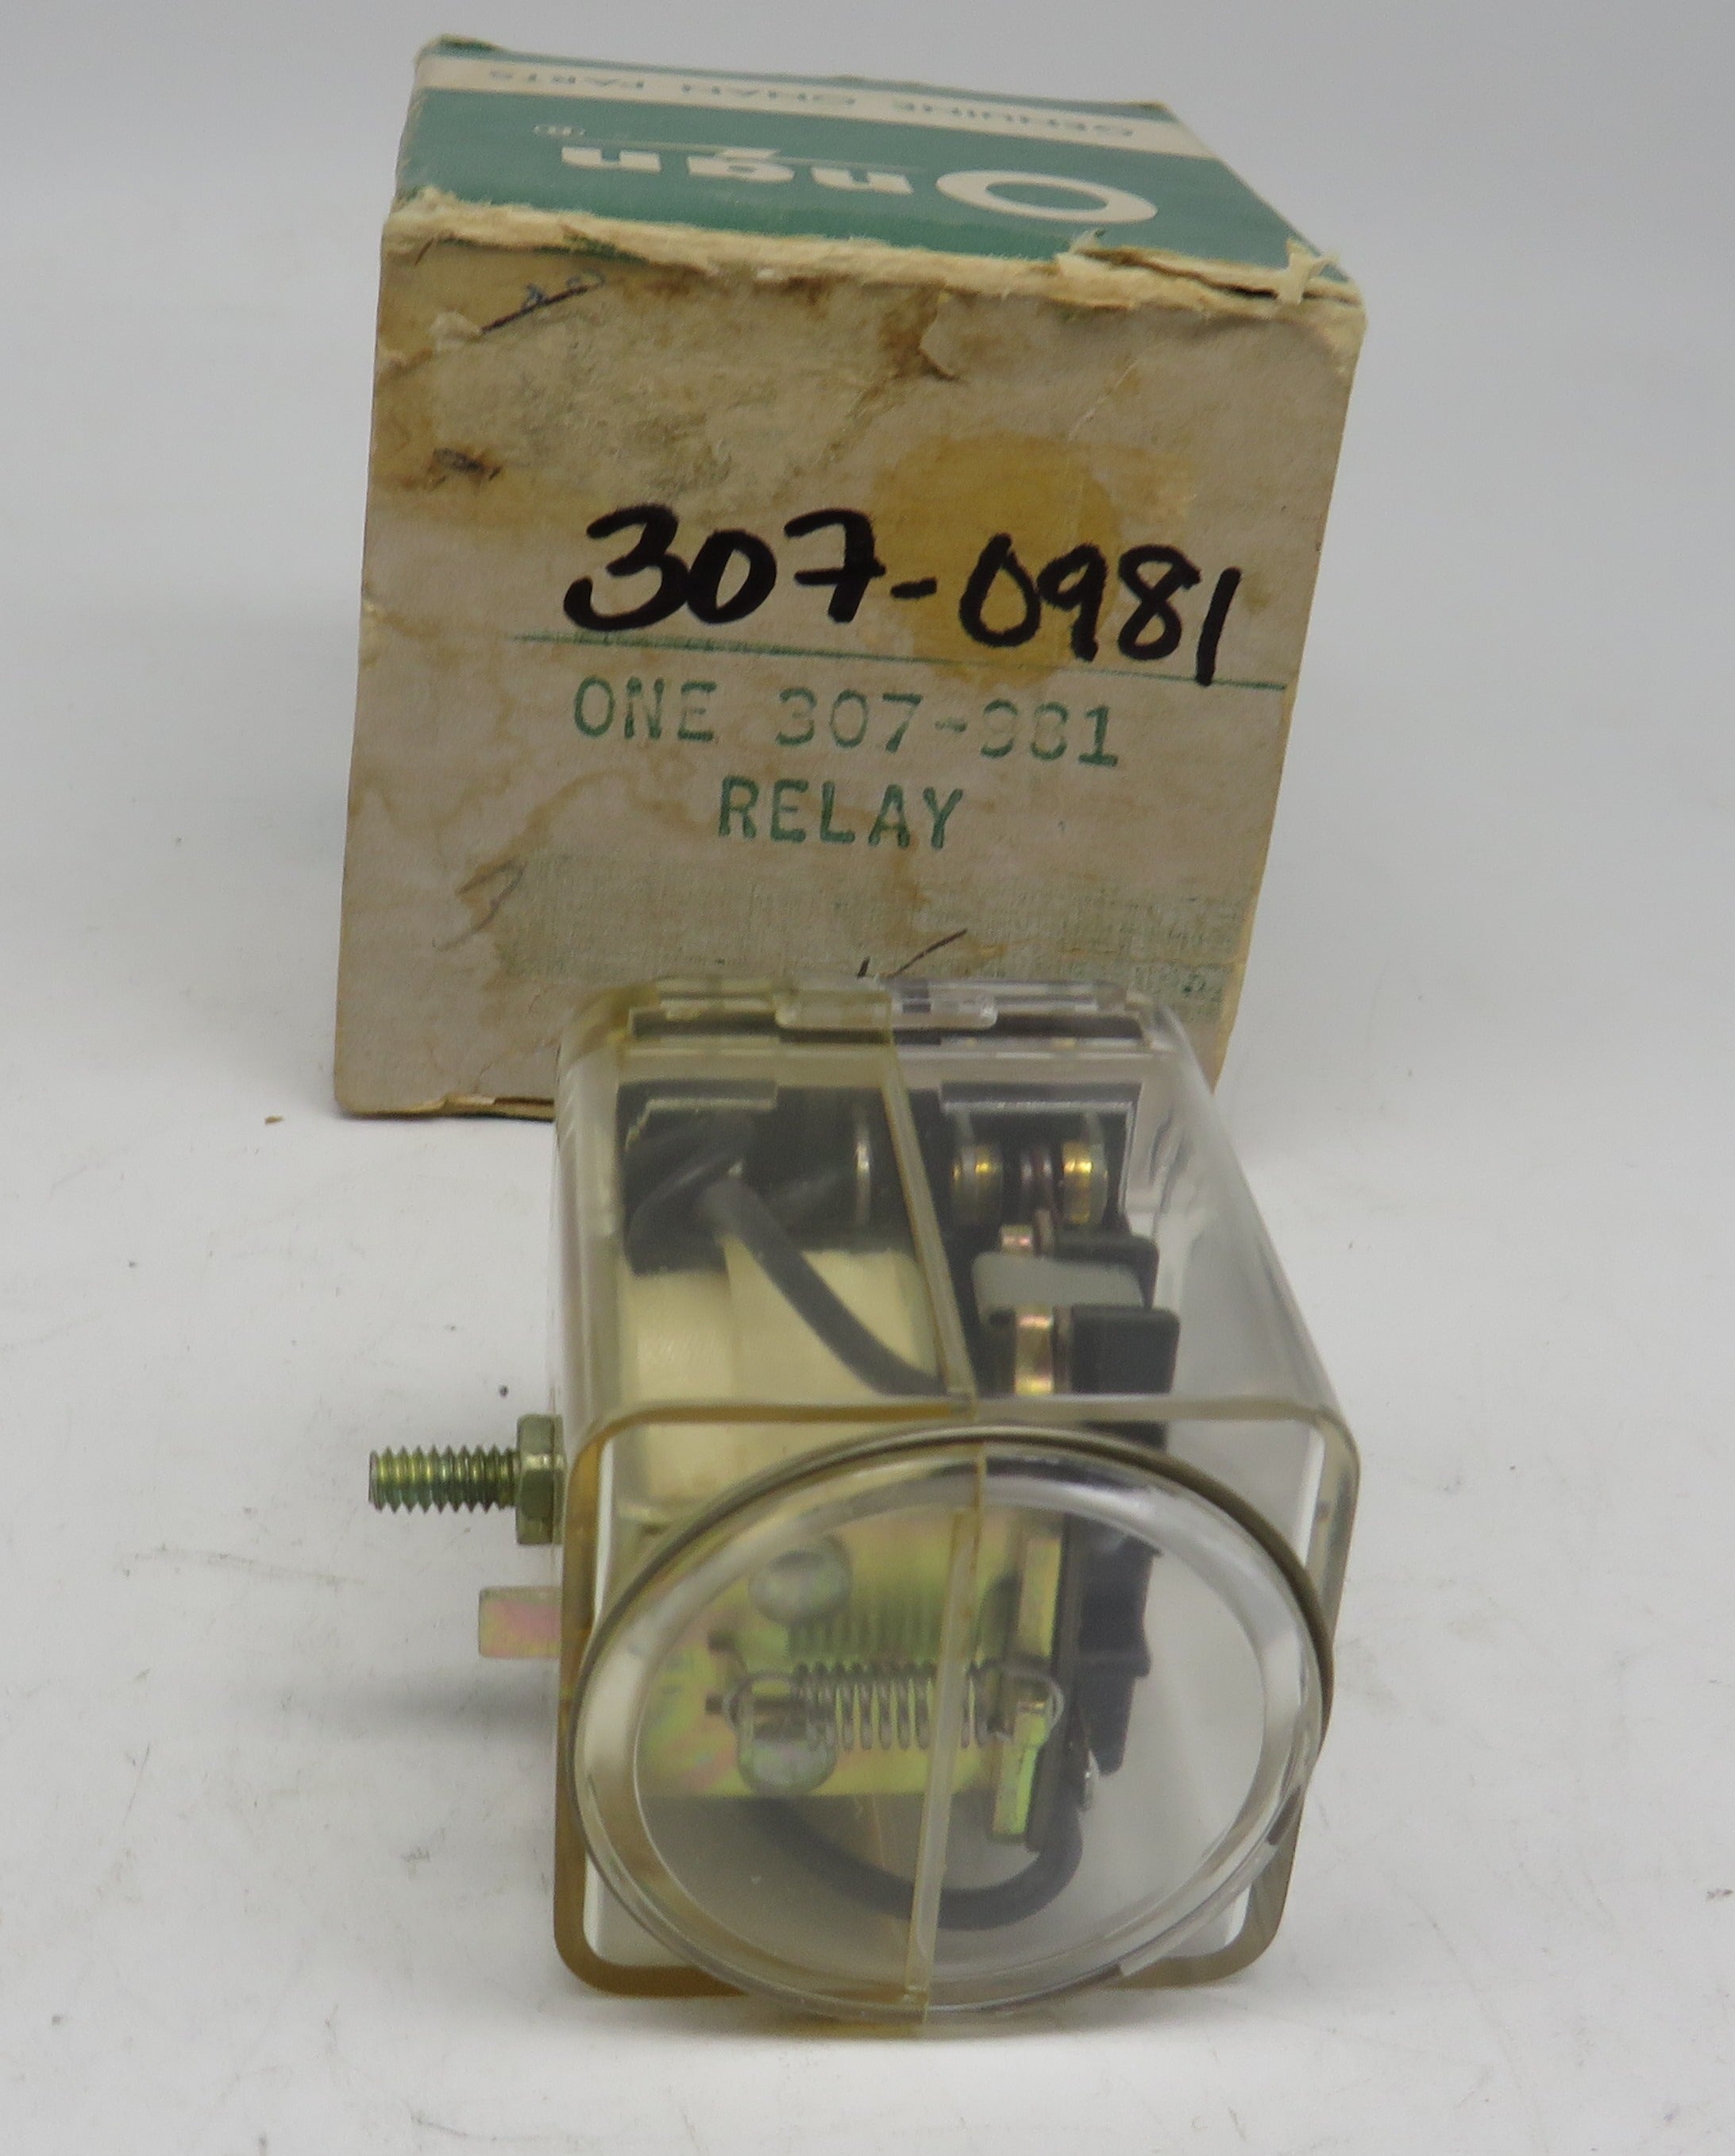 GENUINE ONAN PARTS
Onan ®
307-0981
ONE 307-981
RELAY